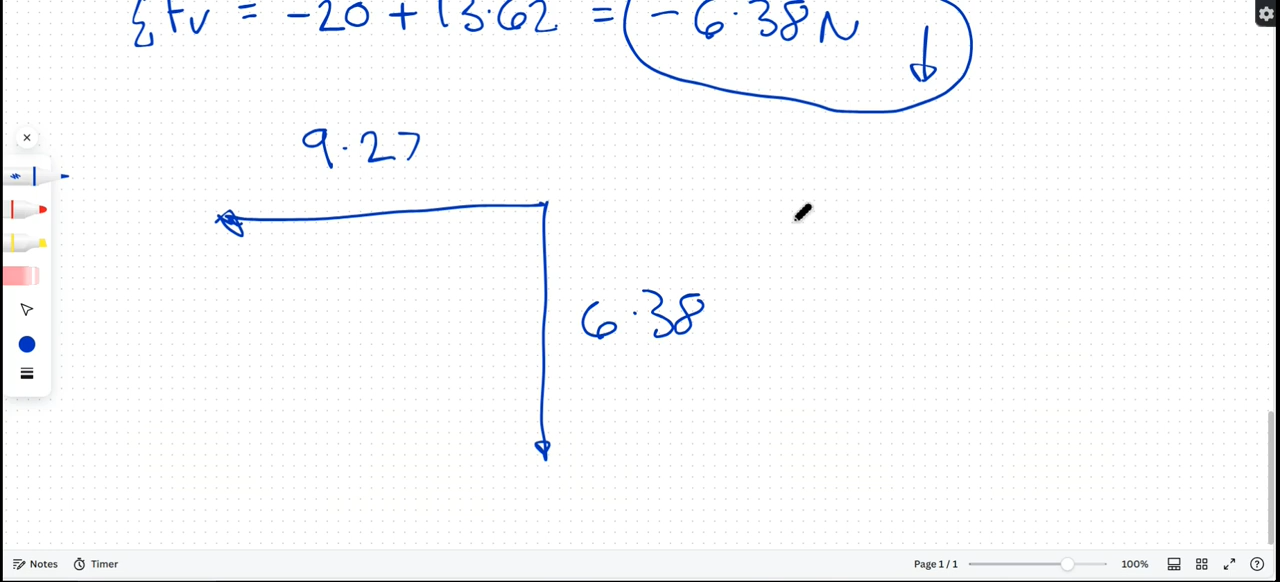 ΣFv = -20 + 13.62 = -6.38N ↓
9.27
6.38
Notes Timer Page 1 / 1 100%